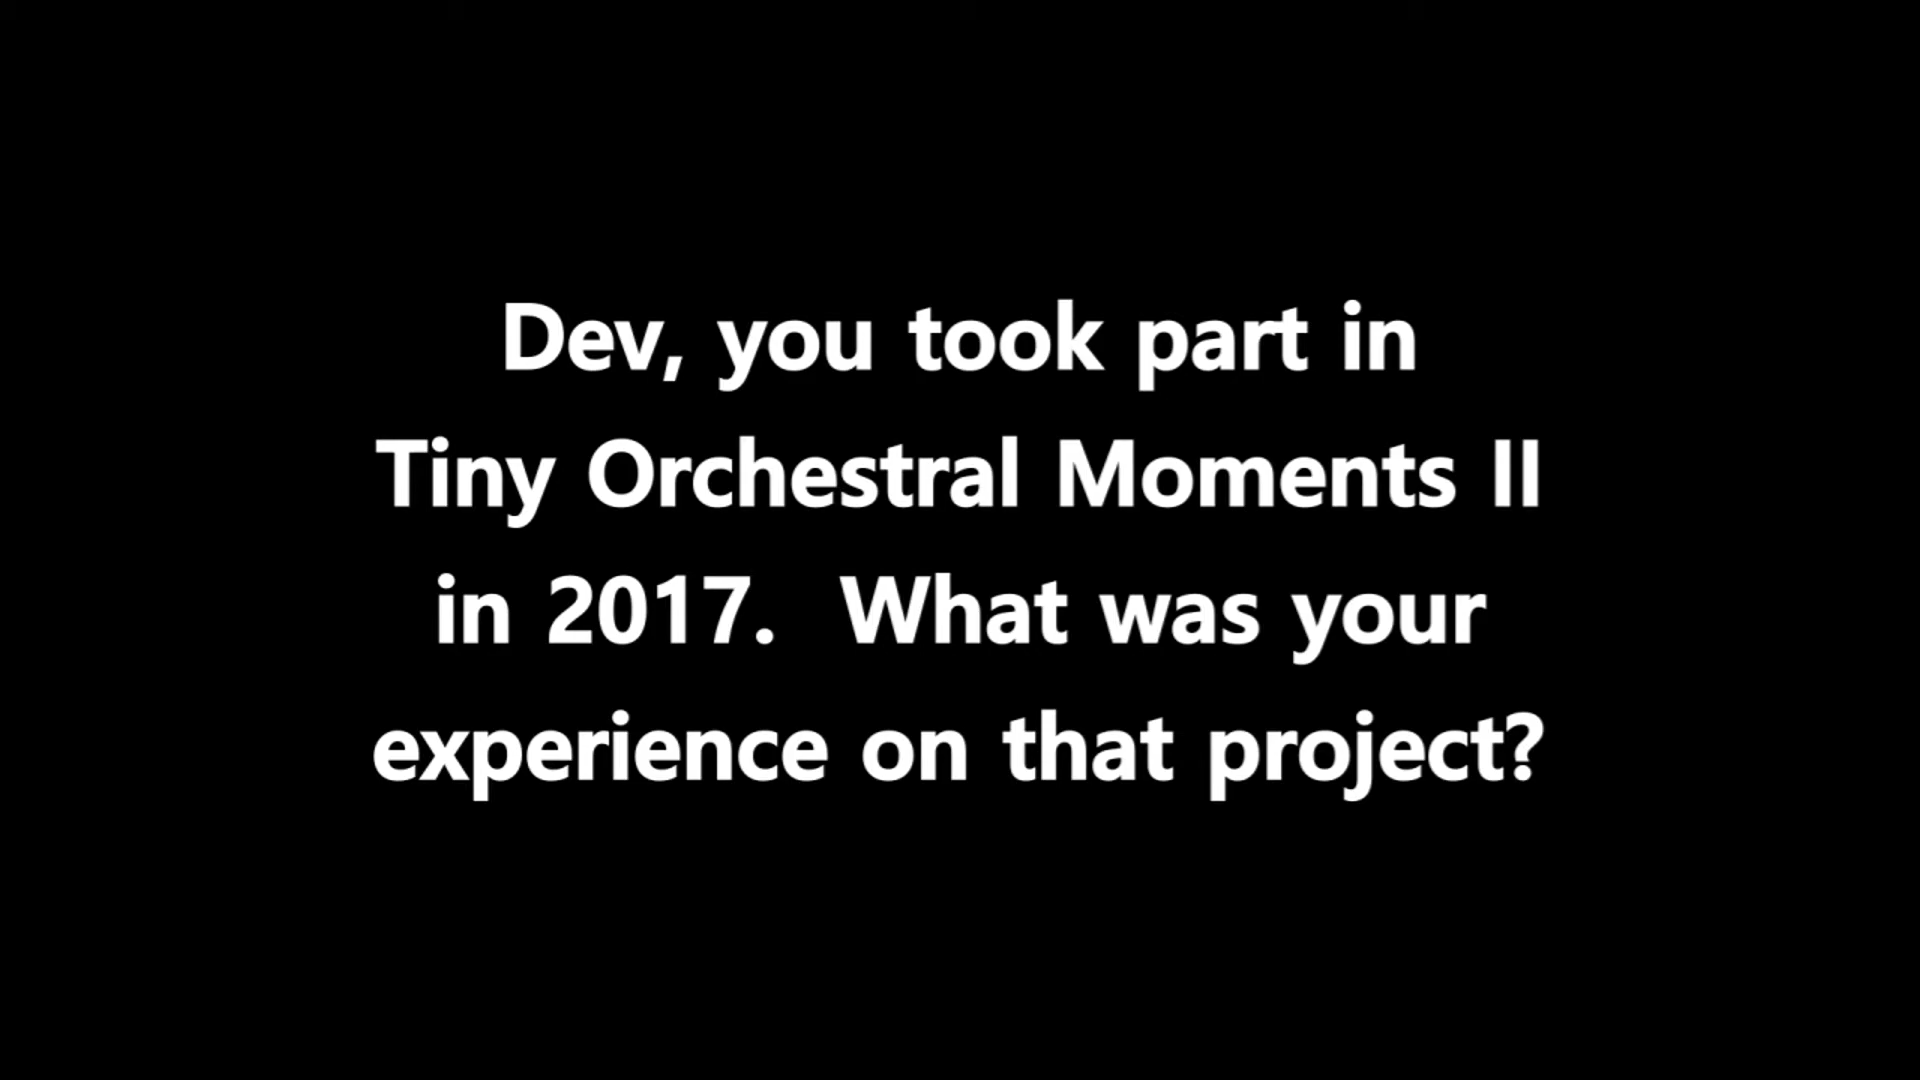 Dev, you took part in
Tiny Orchestral Moments II
in 2017.  What was your
experience on that project?